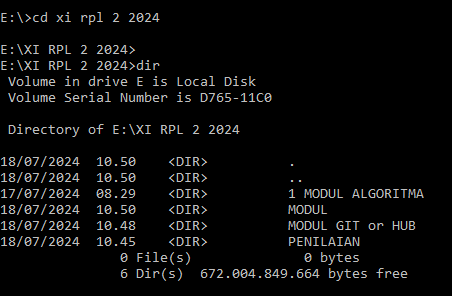 E:\>cd xi rpl 2 2024
E:\XI RPL 2 2024>
E:\XI RPL 2 2024>dir
Volume in drive E is Local Disk
Volume Serial Number is D765-11C0
Directory of E:\XI RPL 2 2024
18/07/2024  10.50    <DIR>          .
18/07/2024  10.50    <DIR>          ..
17/07/2024  08.29    <DIR>          1 MODUL ALGORITMA
18/07/2024  10.50    <DIR>          MODUL
18/07/2024  10.48    <DIR>          MODUL GIT or HUB
18/07/2024  10.45    <DIR>          PENILAIAN
0 File(s)              0 bytes
6 Dir(s)  672.004.849.664 bytes free